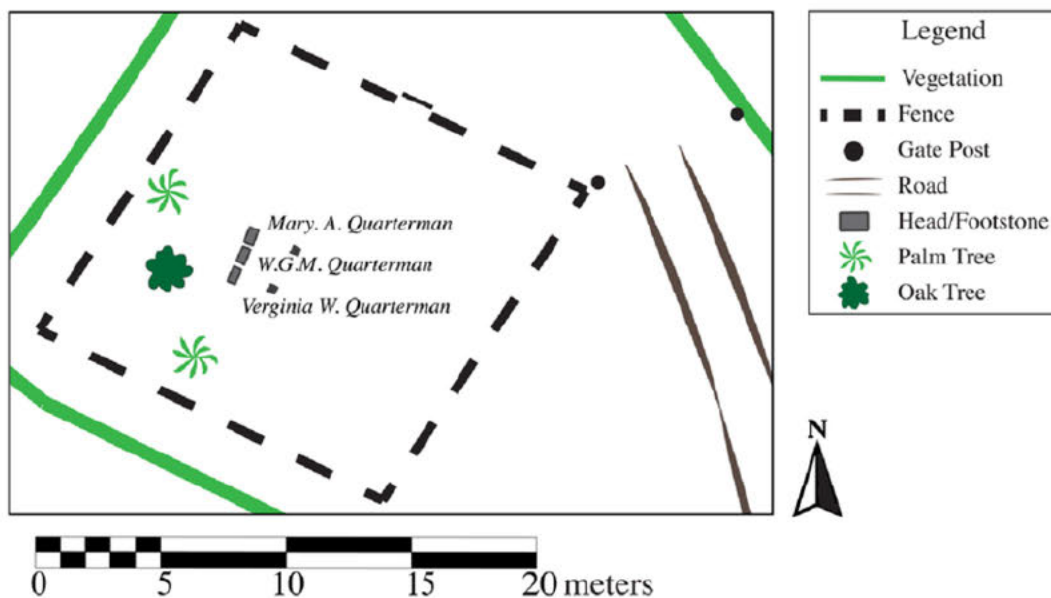 Mary. A. Quarterman
W.G.M. Quarterman
Verginia W. Quarterman
Legend
Vegetation
Fence
Gate Post
Road
Head/Footstone
Palm Tree
Oak Tree
N
0 5 10 15 20 meters